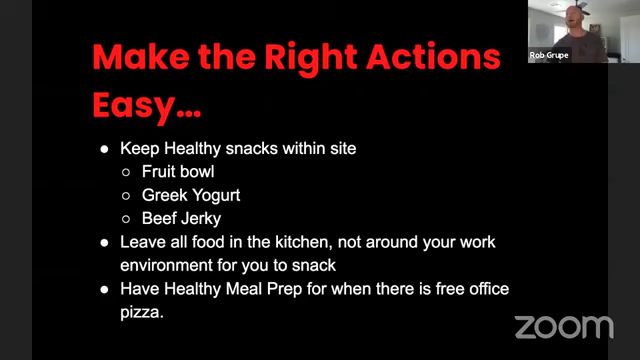 Rob Grupe
Make the Right Actions
Easy...
● Keep Healthy snacks within site
○ Fruit bowl
○ Greek Yogurt
○ Beef Jerky
● Leave all food in the kitchen, not around your work
environment for you to snack
● Have Healthy Meal Prep for when there is free office
pizza.
zoom